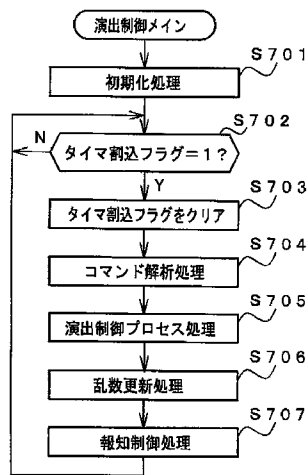 演出制御メイン
S701
初期化処理
S702
N
タイマ割込フラグ=1?
Y
S703
タイマ割込フラグをクリア
S704
コマンド解析処理
S705
演出制御プロセス処理
S706
乱数更新処理
S707
報知制御処理